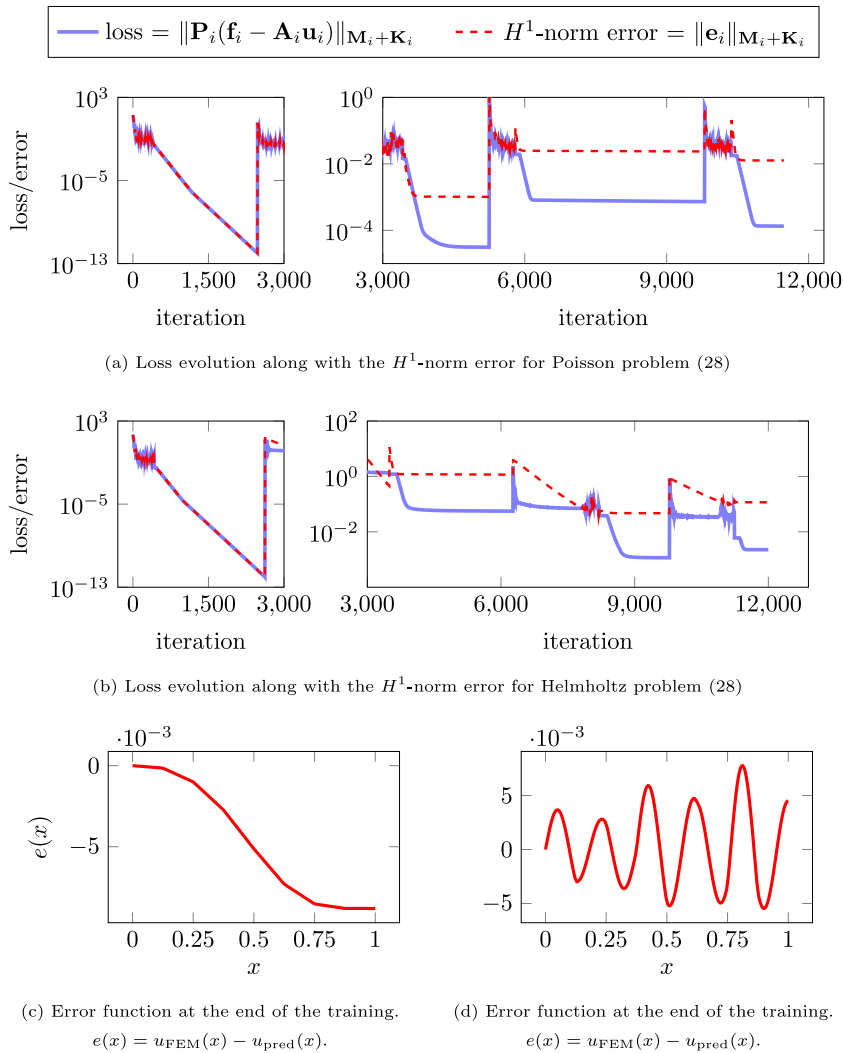 loss = ‖P_i(f_i − A_i u_i)‖_{M_i+K_i} H^1-norm error = ‖e_i‖_{M_i+K_i}
loss/error
10^3
10^{−5}
10^{−13}
0 1,500 3,000
iteration
10^0
10^{−2}
10^{−4}
3,000 6,000 9,000 12,000
iteration
(a) Loss evolution along with the H^1-norm error for Poisson problem (28)
loss/error
10^3
10^{−5}
10^{−13}
0 1,500 3,000
iteration
10^2
10^0
10^{−2}
3,000 6,000 9,000 12,000
iteration
(b) Loss evolution along with the H^1-norm error for Helmholtz problem (28)
·10^{−3}
e(x)
0
−5
0 0.25 0.5 0.75 1
x
(c) Error function at the end of the training.
e(x) = u_FEM(x) − u_pred(x).
·10^{−3}
5
0
−5
0 0.25 0.5 0.75 1
x
(d) Error function at the end of the training.
e(x) = u_FEM(x) − u_pred(x).